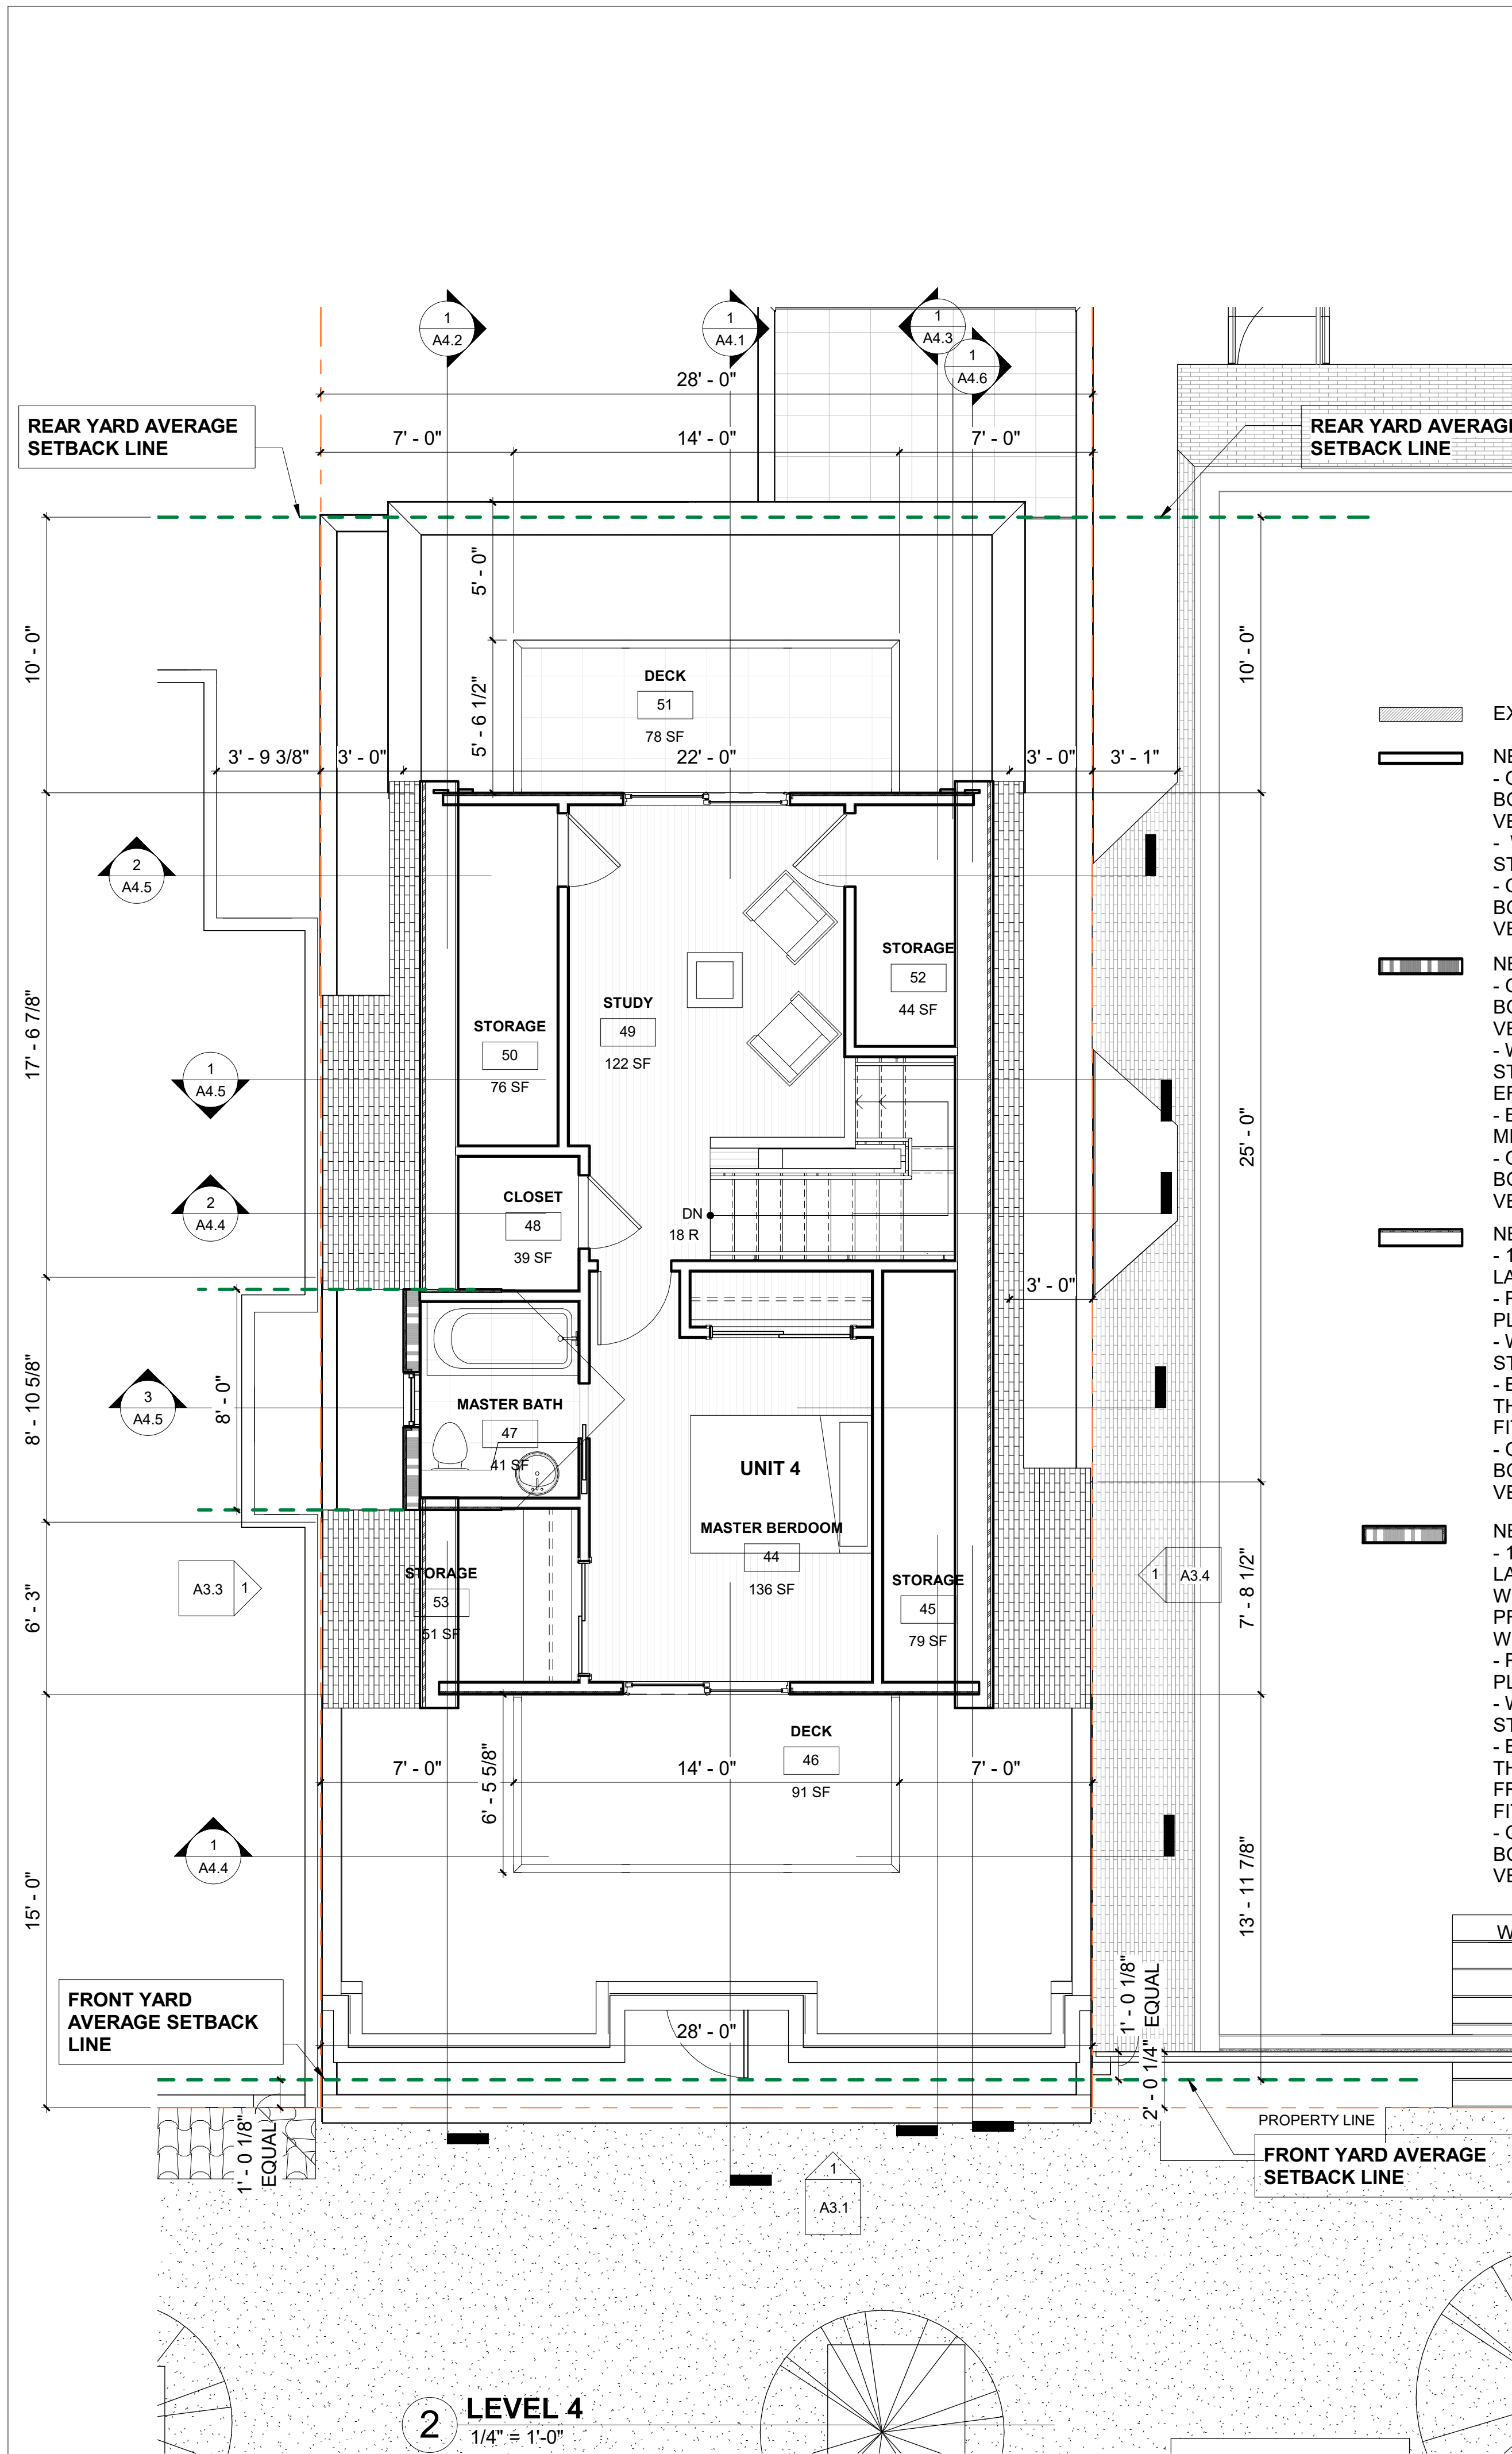 1
A4.2
1
A4.1
1
A4.3
1
A4.6
28' - 0"
REAR YARD AVERAGE
SETBACK LINE
7' - 0"
14' - 0"
7' - 0"
REAR YARD AVERAGE
SETBACK LINE
10' - 0"
5' - 0"
5' - 6 1/2"
DECK
51
78 SF
10' - 0"
3' - 9 3/8"
3' - 0"
22' - 0"
3' - 0"
3' - 1"
2
A4.5
STORAGE
52
44 SF
STUDY
49
122 SF
STORAGE
50
76 SF
17' - 6 7/8"
1
A4.5
25' - 0"
2
A4.4
CLOSET
48
39 SF
DN
18 R
3' - 0"
8' - 10 5/8"
8' - 0"
3
A4.5
MASTER BATH
47
41 SF
UNIT 4
MASTER BERDOOM
44
136 SF
6' - 3"
A3.3
1
STORAGE
53
51 SF
STORAGE
45
79 SF
1
A3.4
7' - 8 1/2"
DECK
46
91 SF
7' - 0"
6' - 5 5/8"
14' - 0"
7' - 0"
1
A4.4
15' - 0"
13' - 11 7/8"
FRONT YARD
AVERAGE SETBACK
LINE
28' - 0"
1' - 0 1/8"
EQUAL
2' - 0 1/4"
1' - 0 1/8"
EQUAL
PROPERTY LINE
FRONT YARD AVERAGE
SETBACK LINE
1
A3.1
2
LEVEL 4
1/4" = 1'-0"